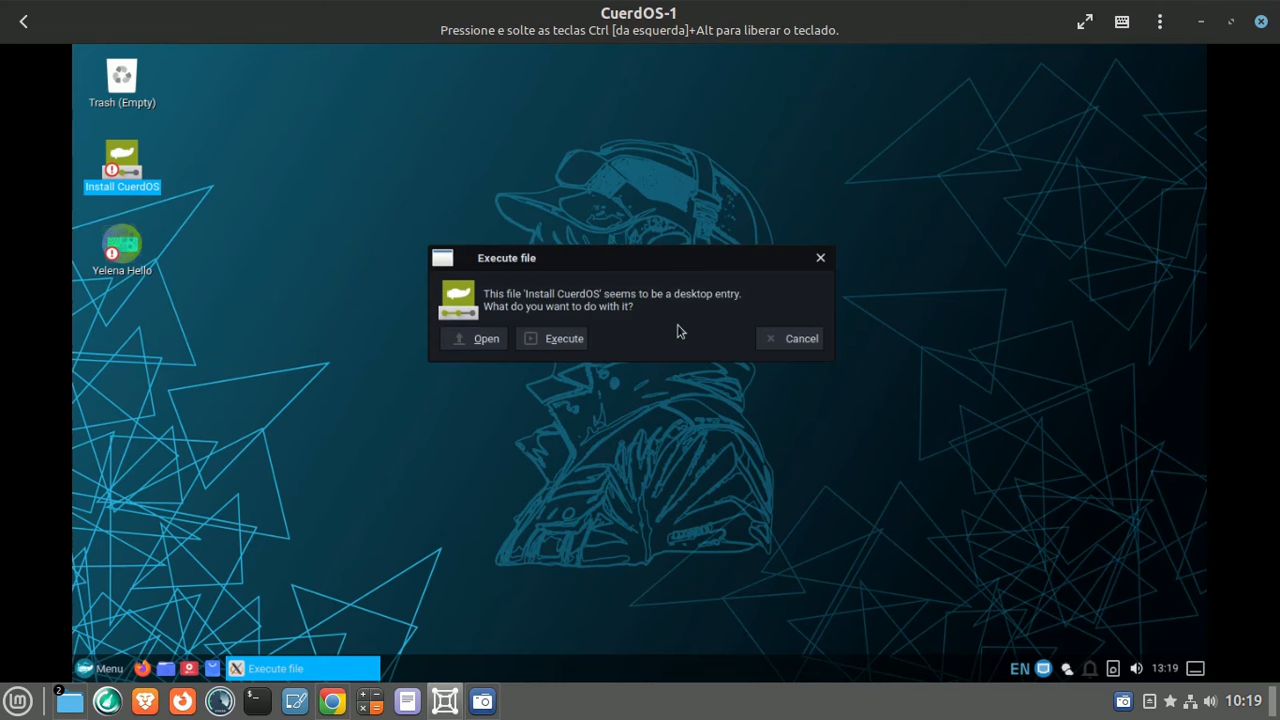 CuerdOS-1
Pressione e solte as teclas Ctrl [da esquerda]+Alt para liberar o teclado.
Trash (Empty)
Install CuerdOS
Yelena Hello
Execute file
This file 'Install CuerdOS' seems to be a desktop entry.
What do you want to do with it?
Open
Execute
Cancel
Menu
Execute file
EN
13:19
2
10:19